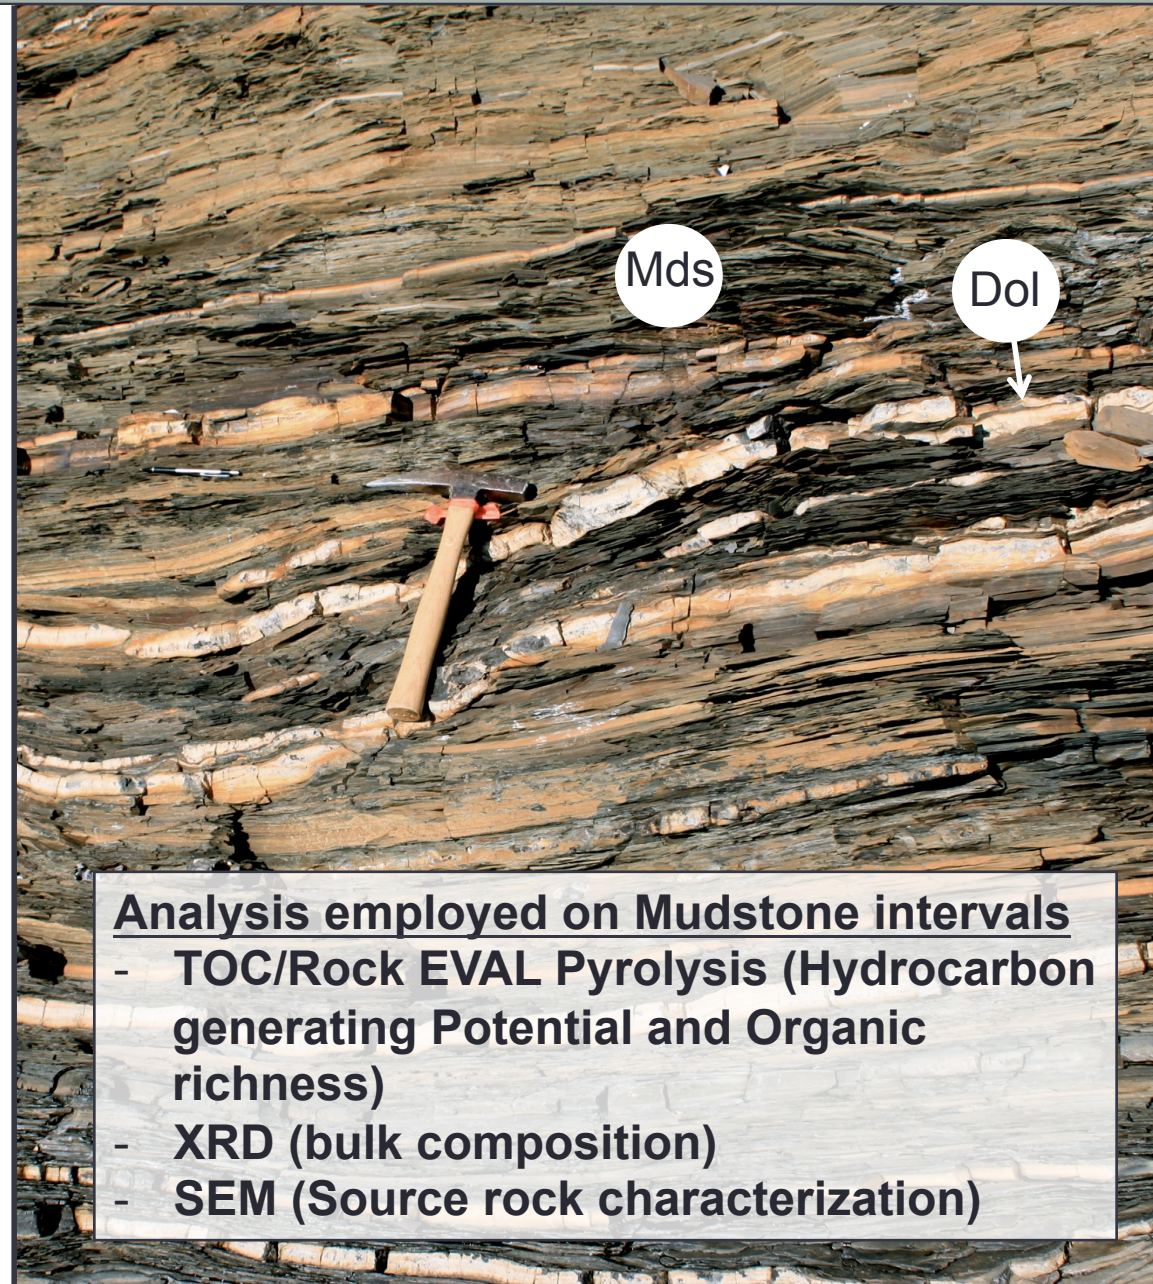 Mds
Dol
Analysis employed on Mudstone intervals
- TOC/Rock EVAL Pyrolysis (Hydrocarbon
generating Potential and Organic
richness)
- XRD (bulk composition)
- SEM (Source rock characterization)